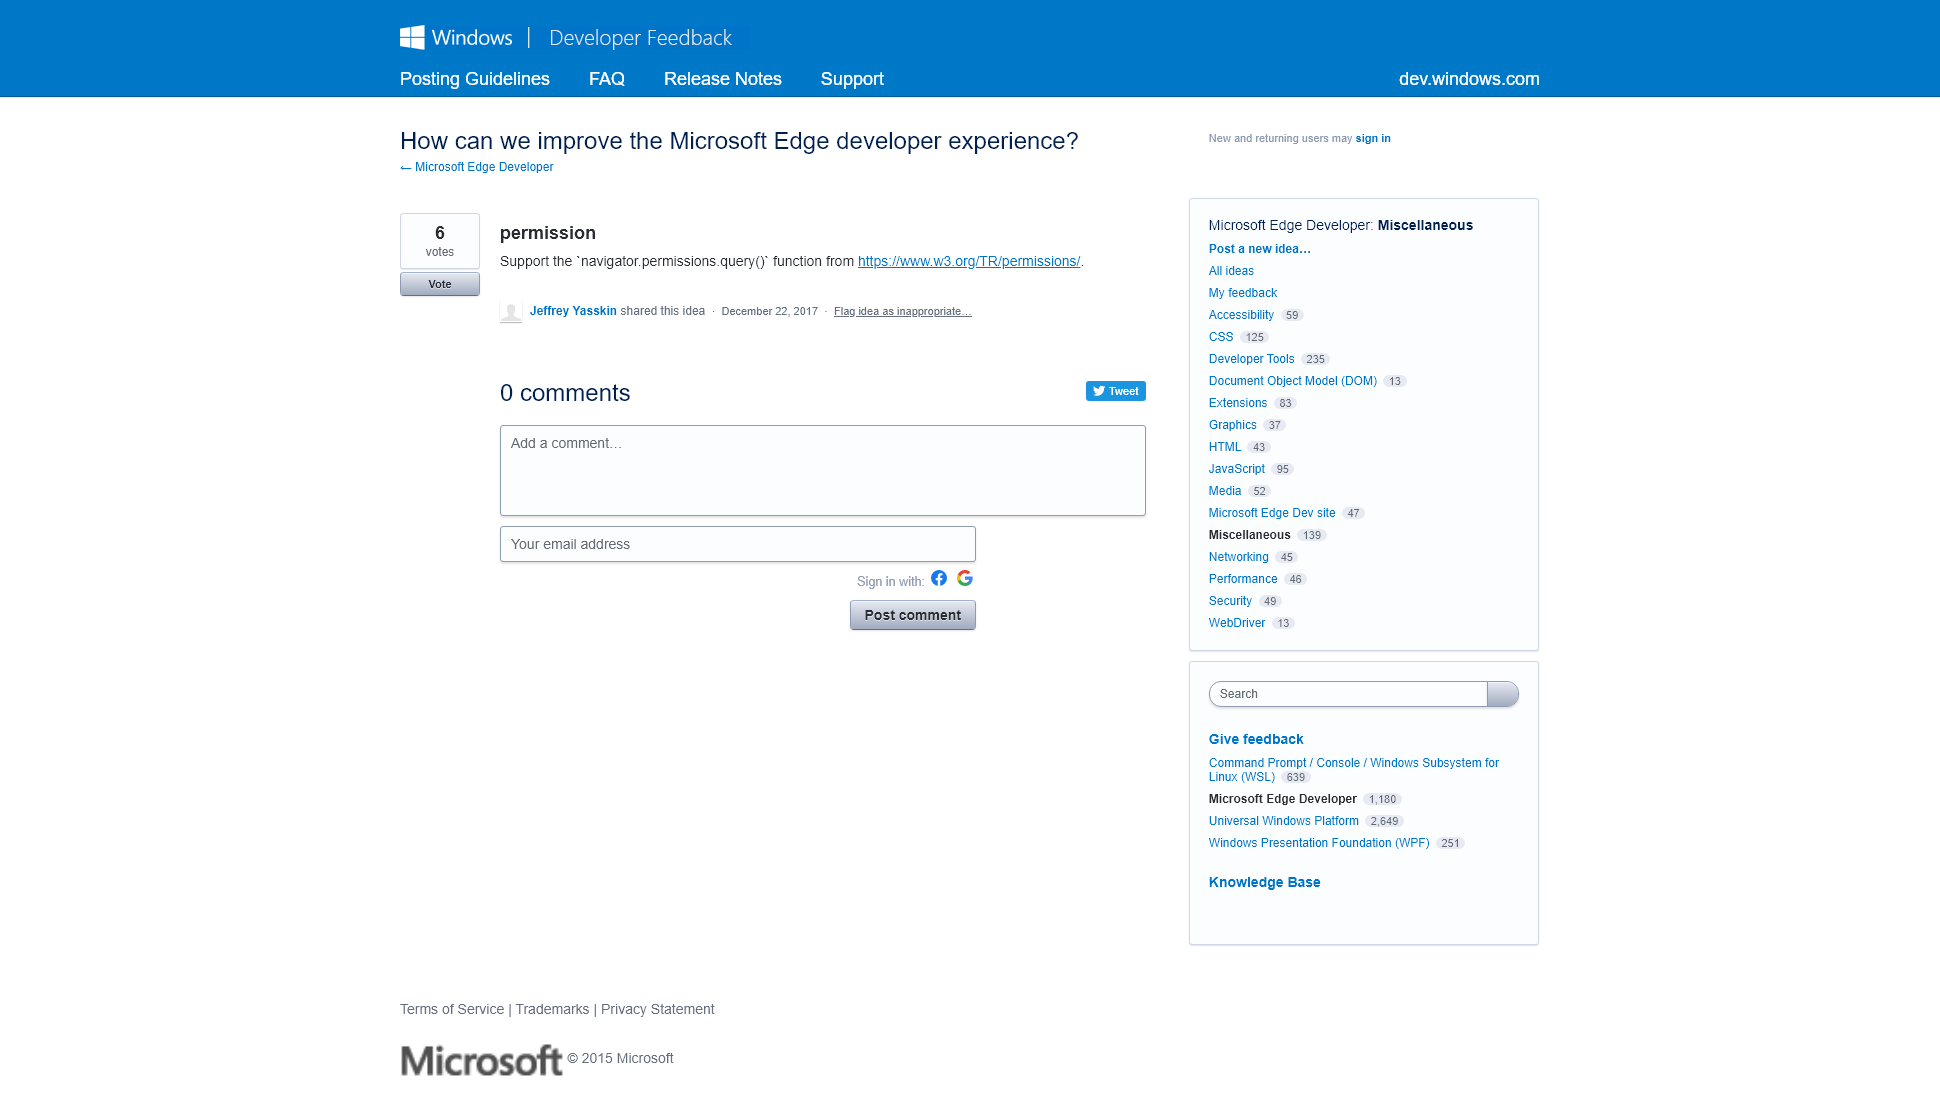 Windows | Developer Feedback
Posting Guidelines FAQ Release Notes Support dev.windows.com
How can we improve the Microsoft Edge developer experience?
← Microsoft Edge Developer
New and returning users may sign in
6
votes
Vote
permission
Support the `navigator.permissions.query()` function from https://www.w3.org/TR/permissions/.
Jeffrey Yasskin shared this idea · December 22, 2017 · Flag idea as inappropriate…
0 comments
Tweet
Add a comment…
Your email address
Sign in with:
Post comment
Microsoft Edge Developer: Miscellaneous
Post a new idea…
All ideas
My feedback
Accessibility 59
CSS 125
Developer Tools 235
Document Object Model (DOM) 13
Extensions 83
Graphics 37
HTML 43
JavaScript 95
Media 52
Microsoft Edge Dev site 47
Miscellaneous 139
Networking 45
Performance 46
Security 49
WebDriver 13
Search
Give feedback
Command Prompt / Console / Windows Subsystem for
Linux (WSL) 639
Microsoft Edge Developer 1,180
Universal Windows Platform 2,649
Windows Presentation Foundation (WPF) 251
Knowledge Base
Terms of Service | Trademarks | Privacy Statement
Microsoft © 2015 Microsoft